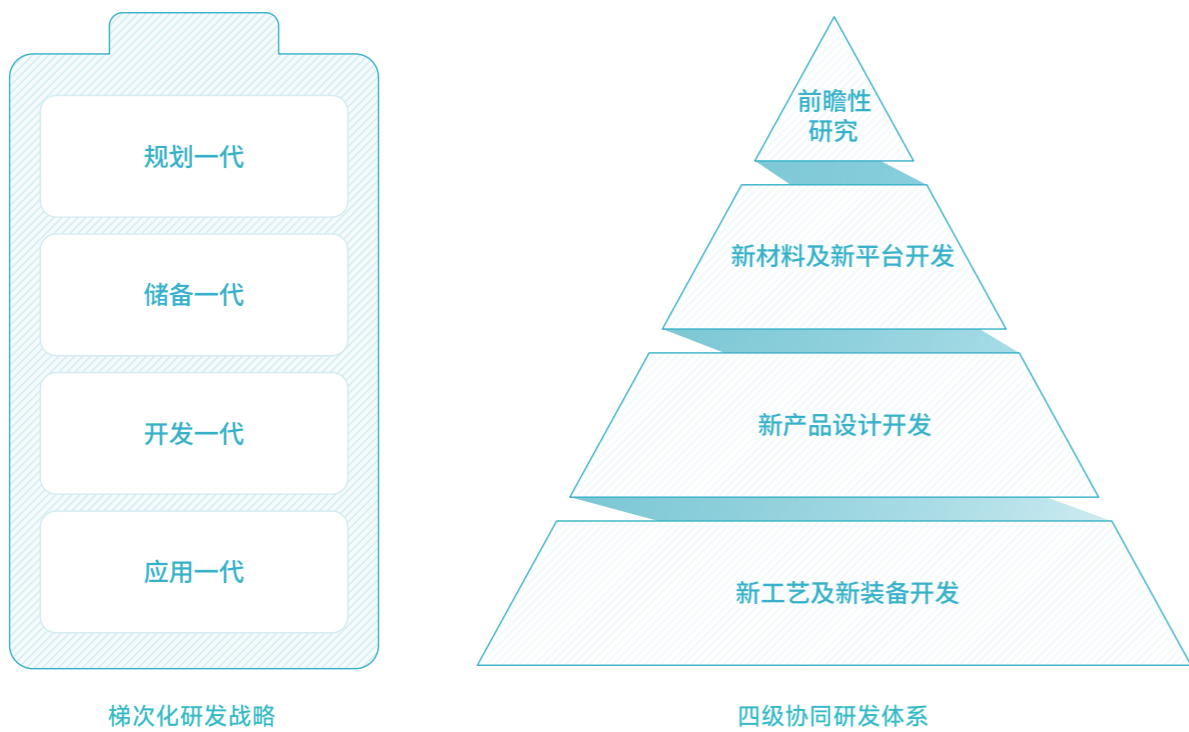 规划一代
储备一代
开发一代
应用一代
梯次化研发战略
前瞻性
研究
新材料及新平台开发
新产品设计开发
新工艺及新装备开发
四级协同研发体系